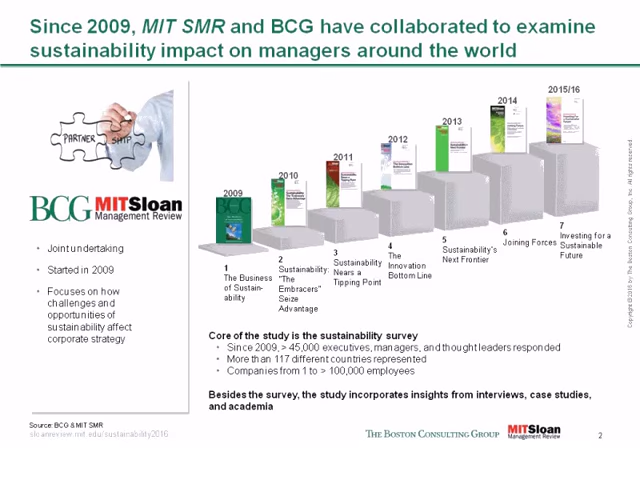 Since 2009, MIT SMR and BCG have collaborated to examine
sustainability impact on managers around the world
PARTNER SHIP
BCG MITSloan
Management Review
• Joint undertaking
• Started in 2009
• Focuses on how
challenges and
opportunities of
sustainability affect
corporate strategy
2009
2010
2011
2012
2013
2014
2015/16
1
The Business
of Sustain-
ability
2
Sustainability:
"The
Embracers"
Seize
Advantage
3
Sustainability
Nears a
Tipping Point
4
The
Innovation
Bottom Line
5
Sustainability's
Next Frontier
6
Joining Forces
7
Investing for a
Sustainable
Future
Core of the study is the sustainability survey
• Since 2009, > 45,000 executives, managers, and thought leaders responded
• More than 117 different countries represented
• Companies from 1 to > 100,000 employees
Besides the survey, the study incorporates insights from interviews, case studies,
and academia
Source: BCG & MIT SMR
sloanreview.mit.edu/sustainability2016
THE BOSTON CONSULTING GROUP
MITSloan
Management Review
2
Copyright © 2016 by The Boston Consulting Group, Inc. All rights reserved.